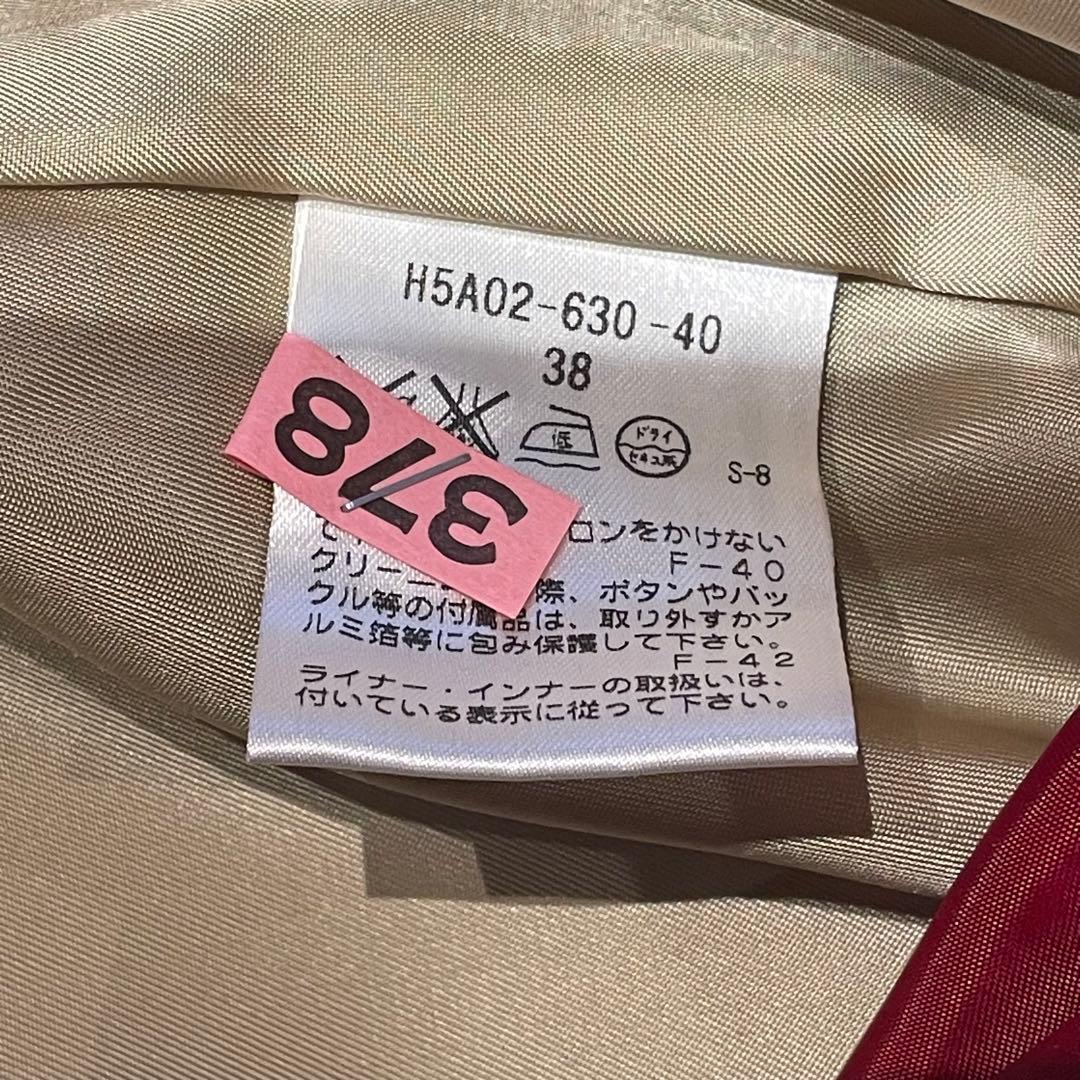 H5A02-630-40
38
低
ドライ
セキユ系
S-8
378
ロンをかけない
F-40
クリーニ 際、ボタンやバッ
クル等の付属品は、取り外すかア
ルミ箔等に包み保護して下さい。
F-42
ライナー・インナーの取扱いは、
付いている表示に従って下さい。